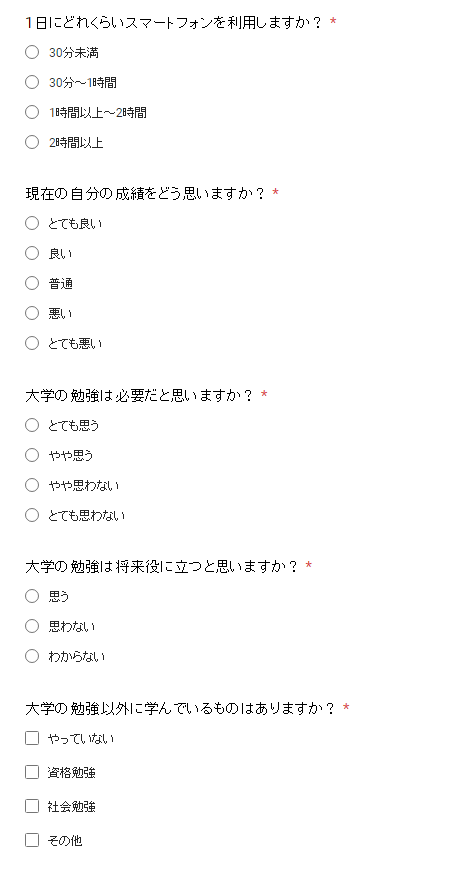 1日にどれくらいスマートフォンを利用しますか？ *
30分未満
30分～1時間
1時間以上～2時間
2時間以上
現在の自分の成績をどう思いますか？ *
とても良い
良い
普通
悪い
とても悪い
大学の勉強は必要だと思いますか？ *
とても思う
やや思う
やや思わない
とても思わない
大学の勉強は将来役に立つと思いますか？ *
思う
思わない
わからない
大学の勉強以外に学んでいるものはありますか？ *
やっていない
資格勉強
社会勉強
その他